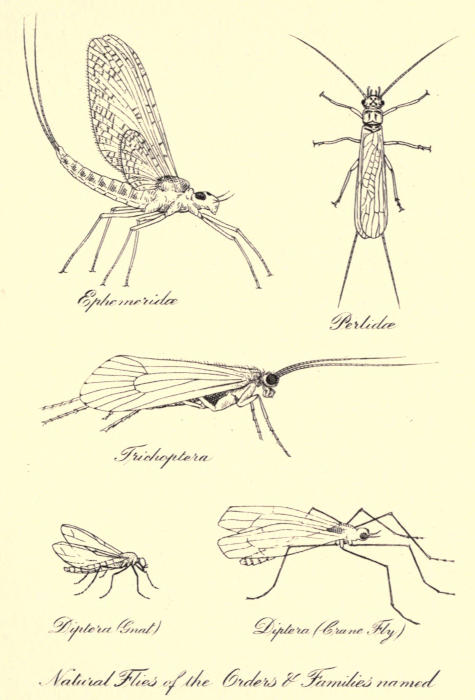 Ephemeridæ
Perlidæ
Trichoptera
Diptera (Gnat)
Diptera (Crane Fly)
Natural Flies of the Orders & Families named